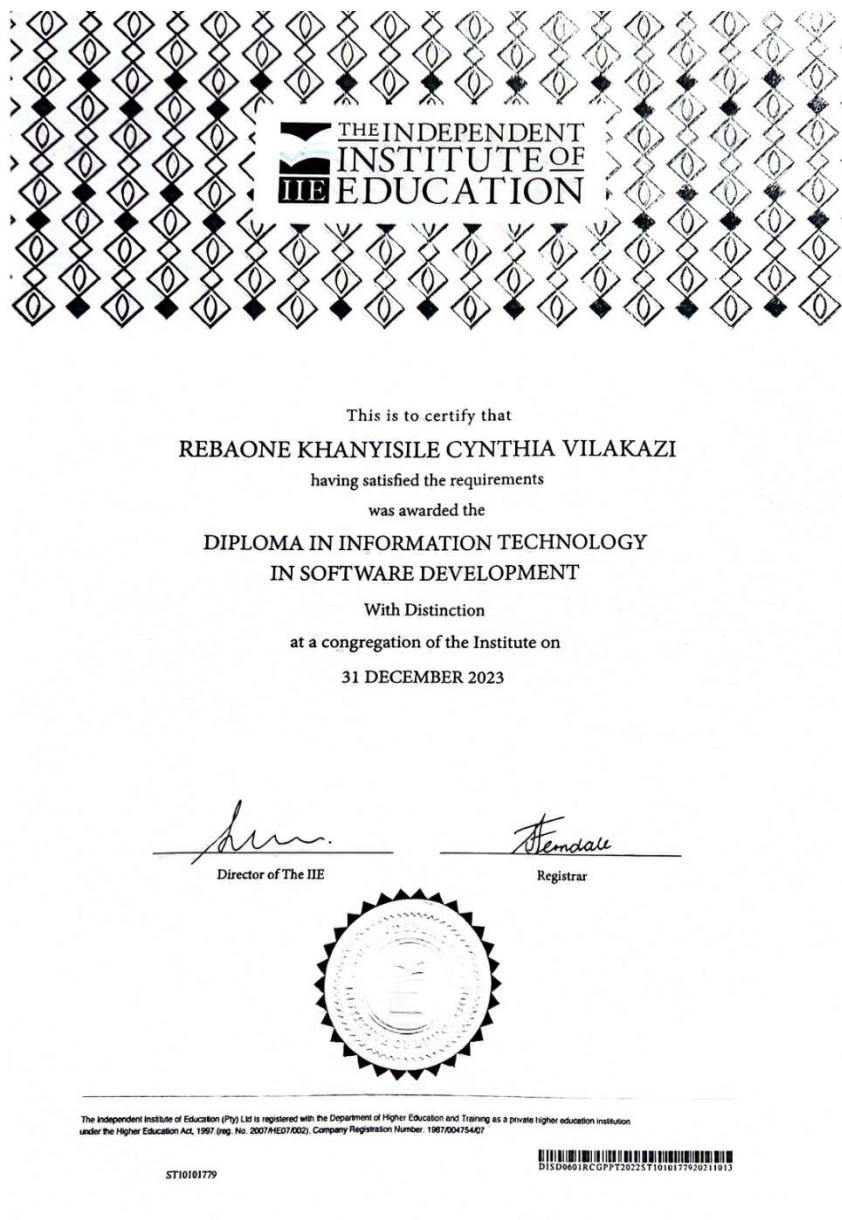 THE INDEPENDENT
INSTITUTE OF
IIE EDUCATION
This is to certify that
REBAONE KHANYISILE CYNTHIA VILAKAZI
having satisfied the requirements
was awarded the
DIPLOMA IN INFORMATION TECHNOLOGY
IN SOFTWARE DEVELOPMENT
With Distinction
at a congregation of the Institute on
31 DECEMBER 2023
Director of The IIE
Registrar
The Independent Institute of Education (Pty) Ltd is registered with the Department of Higher Education and Training as a private higher education institution
under the Higher Education Act, 1997 (reg. No. 2007/HE07/002). Company Registration Number: 1987/004754/07
ST10101779
DISD0601RCGPPT2022ST1010177920211013